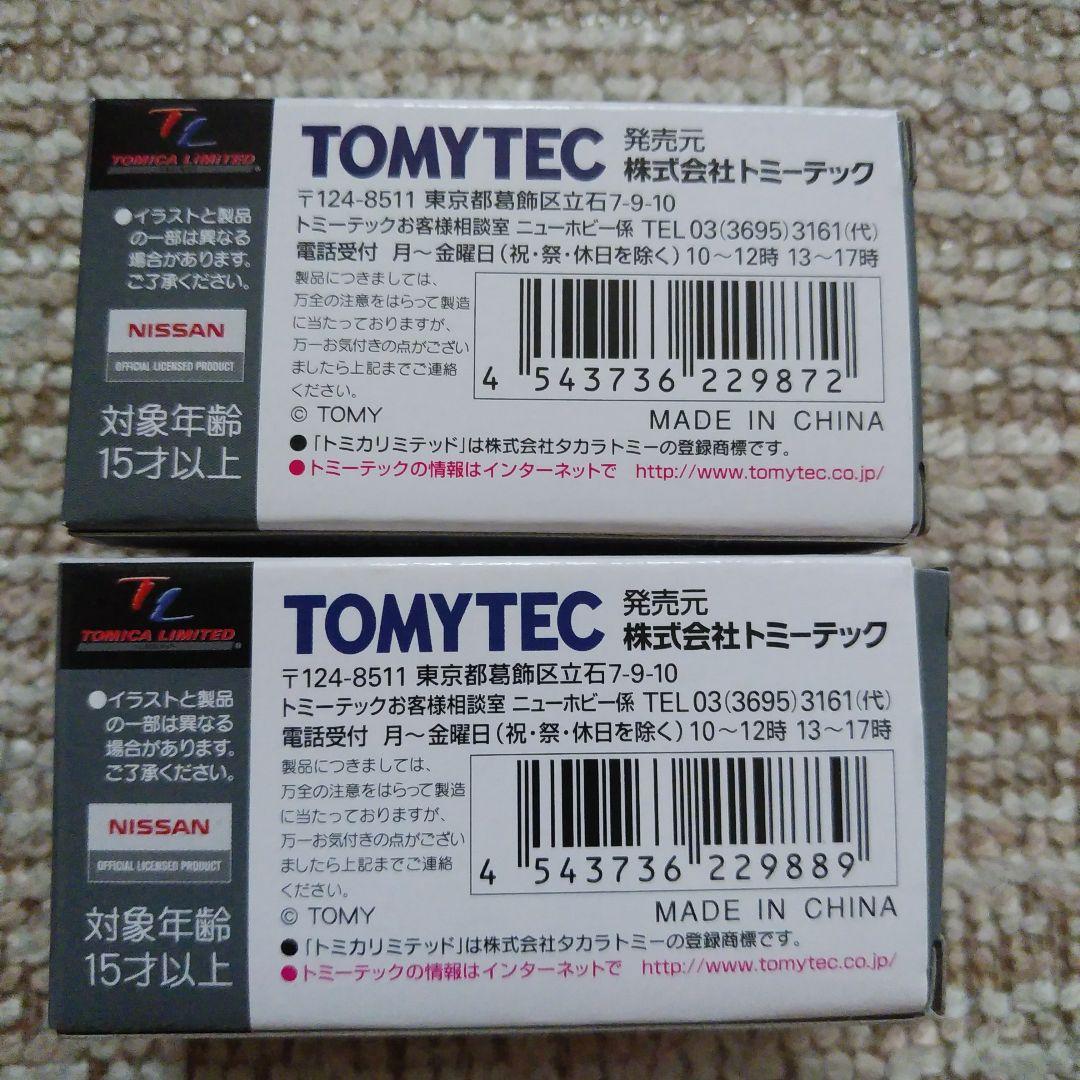 TL
TOMICA LIMITED
●イラストと製品
の一部は異なる
場合があります。
ご了承ください。
NISSAN
OFFICIAL LICENSED PRODUCT
対象年齢
15才以上
TOMYTEC 発売元
株式会社トミーテック
〒124-8511 東京都葛飾区立石7-9-10
トミーテックお客様相談室 ニューホビー係 TEL 03(3695)3161(代)
電話受付 月～金曜日(祝・祭・休日を除く)10～12時 13～17時
製品につきましては、
万全の注意をはらって製造
に当たっておりますが、
万一お気付きの点がござい
ましたら上記までご連絡
ください。
4 543736 229872
© TOMY MADE IN CHINA
●「トミカリミテッド」は株式会社タカラトミーの登録商標です。
●トミーテックの情報はインターネットで http://www.tomytec.co.jp/
TL
TOMICA LIMITED
●イラストと製品
の一部は異なる
場合があります。
ご了承ください。
NISSAN
OFFICIAL LICENSED PRODUCT
対象年齢
15才以上
TOMYTEC 発売元
株式会社トミーテック
〒124-8511 東京都葛飾区立石7-9-10
トミーテックお客様相談室 ニューホビー係 TEL 03(3695)3161(代)
電話受付 月～金曜日(祝・祭・休日を除く)10～12時 13～17時
製品につきましては、
万全の注意をはらって製造
に当たっておりますが、
万一お気付きの点がござい
ましたら上記までご連絡
ください。
4 543736 229889
© TOMY MADE IN CHINA
●「トミカリミテッド」は株式会社タカラトミーの登録商標です。
●トミーテックの情報はインターネットで http://www.tomytec.co.jp/